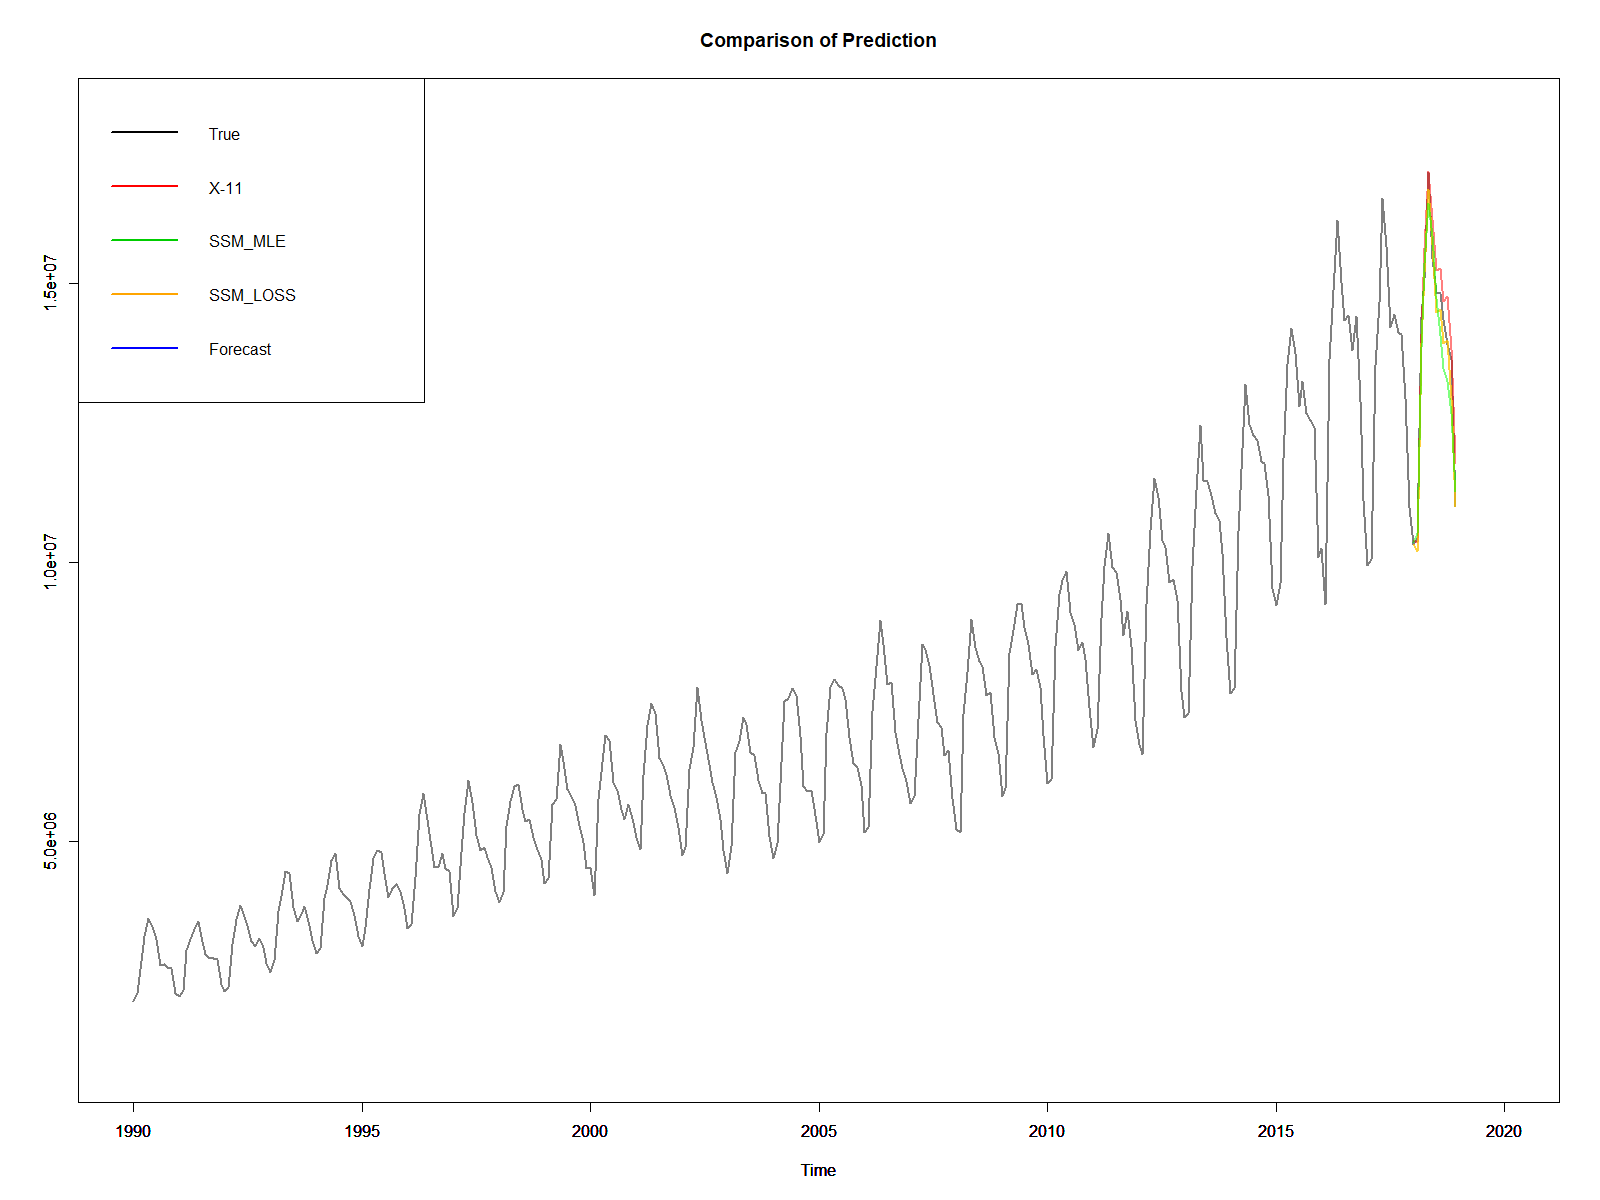 Comparison of Prediction
True
X-11
SSM_MLE
SSM_LOSS
Forecast
1.5e+07
1.0e+07
5.0e+06
1990 1995 2000 2005 2010 2015 2020
Time